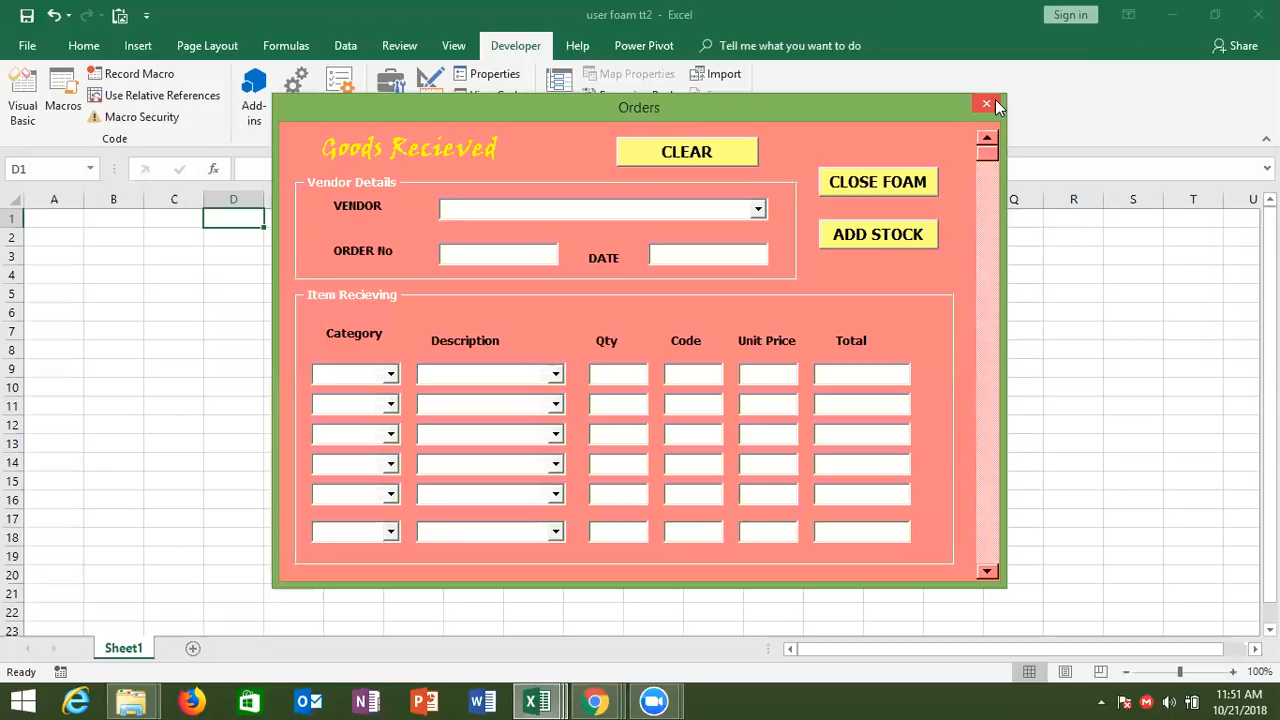 user foam tt2 - Excel
Sign in
File Home Insert Page Layout Formulas Data Review View Developer Help Power Pivot Tell me what you want to do Share
Visual Basic
Macros
Record Macro
Use Relative References
Macro Security
Code
Add-ins
Properties
Map Properties
Import
D1
fx
A B C D Q R S T U
1
2
3
4
5
6
7
8
9
10
11
12
13
14
15
16
17
18
19
20
21
22
23
Orders
Goods Recieved
CLEAR
CLOSE FOAM
ADD STOCK
Vendor Details
VENDOR
ORDER No
DATE
Item Recieving
Category Description Qty Code Unit Price Total
Sheet1
Ready
100%
11:51 AM
10/21/2018